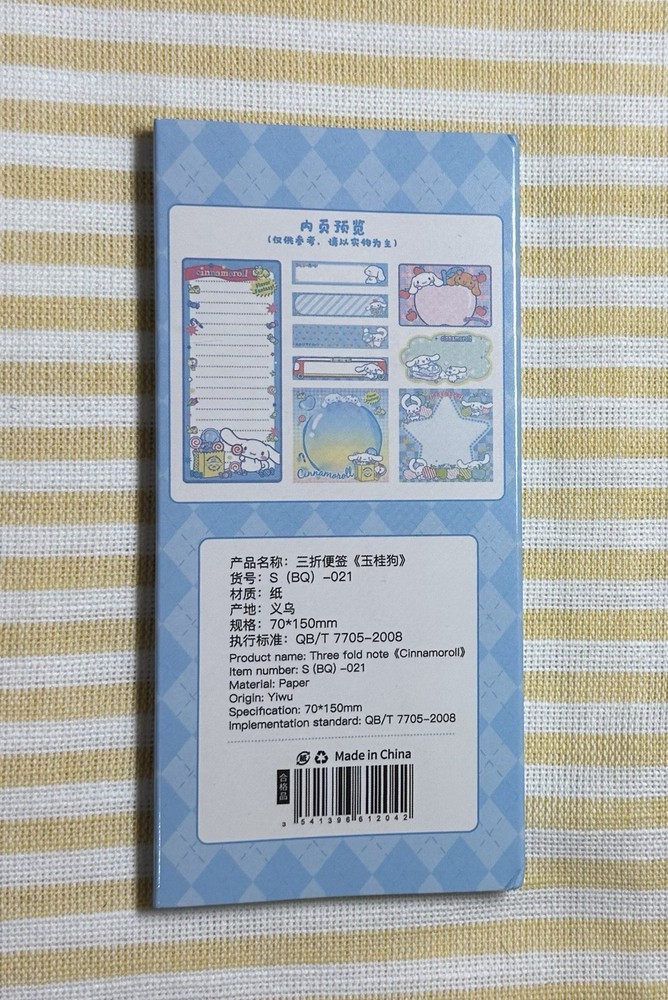 内页预览
(仅供参考，请以实物为主)
cinnamoroll
cinnamoroll
Cinnamoroll
产品名称：三折便签《玉桂狗》
货号：S（BQ）-021
材质：纸
产地：义乌
规格：70*150mm
执行标准：QB/T 7705-2008
Product name: Three fold note《Cinnamoroll》
Item number: S (BQ) -021
Material: Paper
Origin: Yiwu
Specification: 70*150mm
Implementation standard: QB/T 7705-2008
Made in China
合格品
3 541396 612042